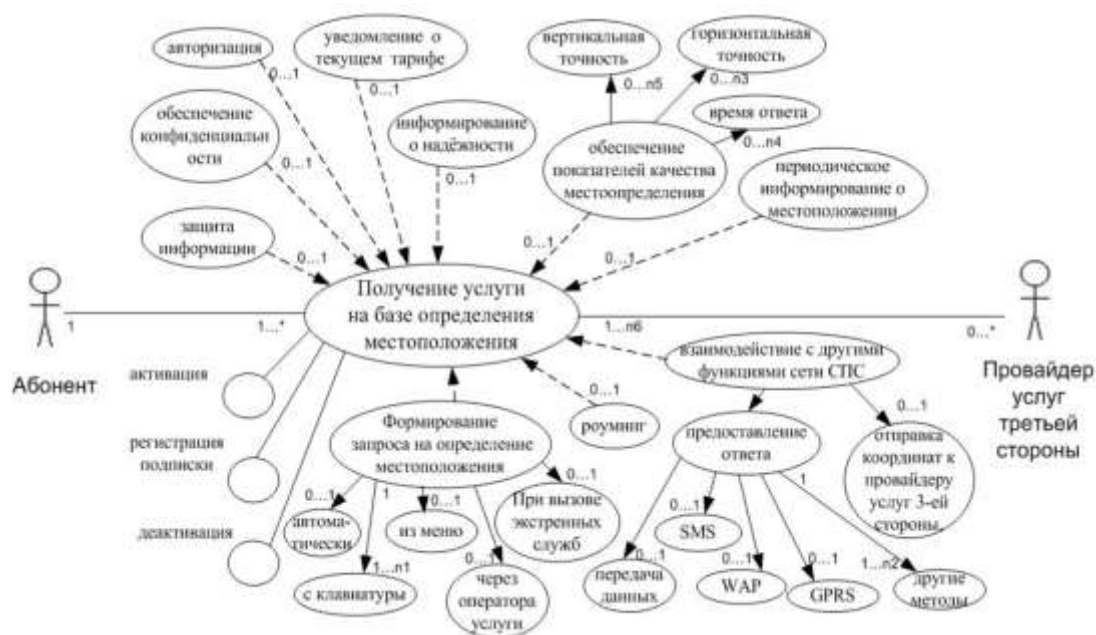 авторизация
0…1
уведомление о
текущем тарифе
0…1
вертикальная
точность
0…n5
горизонтальная
точность
0…n3
время ответа
0…n4
обеспечение
конфиденциальн
ости
0…1
информирование
о надёжности
0…1
обеспечение
показателей качества
местоопределения
0…1
периодическое
информирование о
местоположении
0…1
защита
информации
0…1
Получение услуги
на базе определения
местоположения
1
1…*
1…n6
0…*
Абонент
Провайдер
услуг
третьей
стороны
активация
регистрация
подписки
деактивация
Формирование
запроса на определение
местоположения
0…1
роуминг
взаимодействие с другими
функциями сети СПС
0…1
предоставление
ответа
отправка
координат к
провайдеру
услуг 3-ей
стороны.
0…1
автома-
тически
1
1…n1
с клавиатуры
0…1
из меню
0…1
через
оператора
услуги
0…1
При вызове
экстренных
служб
0…1
передача
данных
0…1
SMS
0…1
WAP
0…1
GPRS
1
1…n2
другие
методы